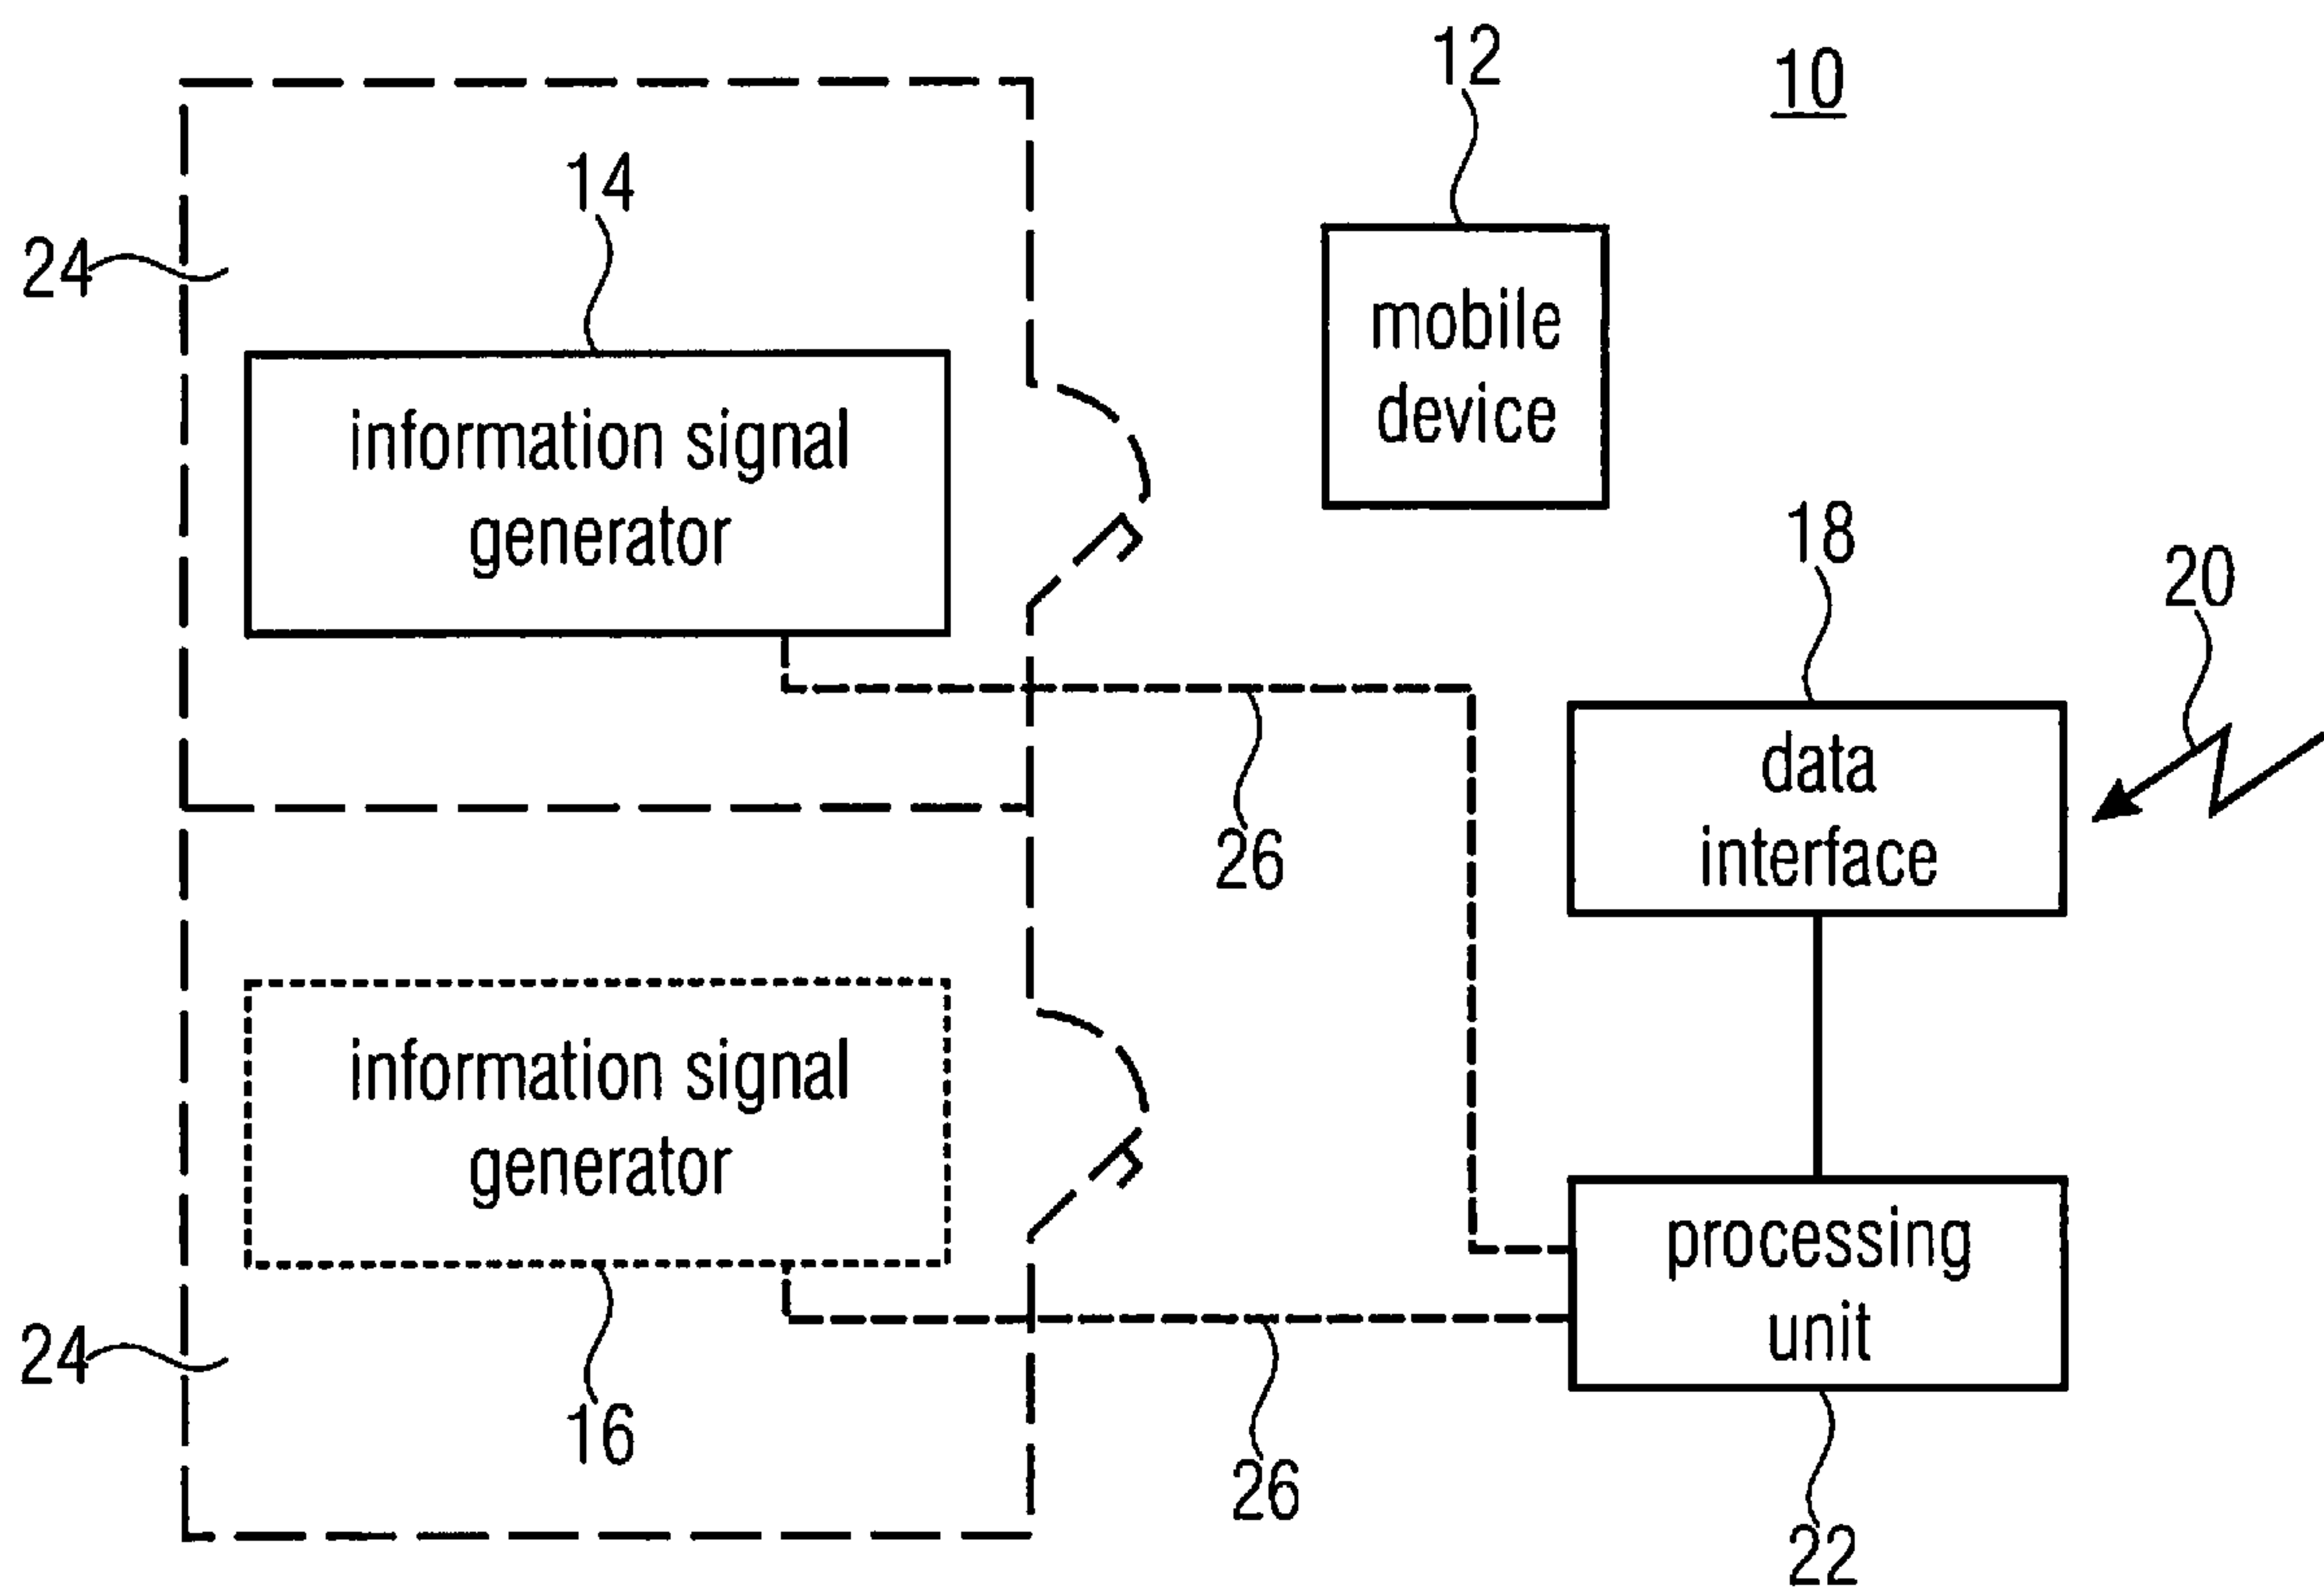 12
10
14
24
mobile
device
information signal
generator
18
20
data
interface
26
information signal
generator
processing
unit
24
16
26
22